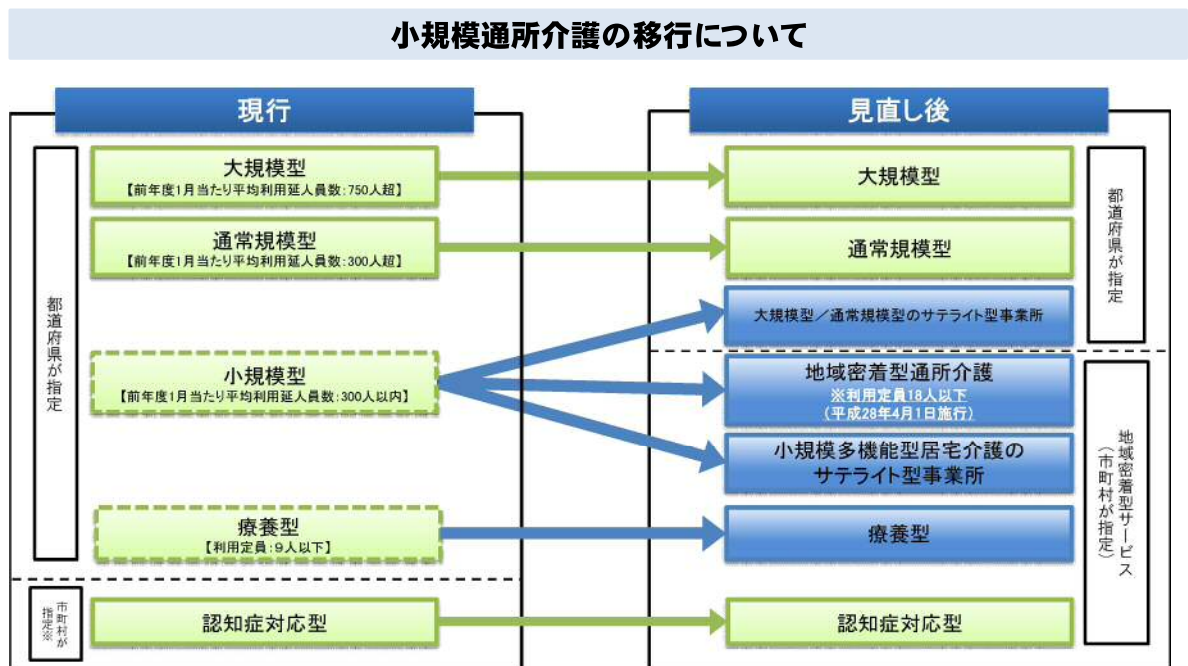 小規模通所介護の移行について
現行
都道府県が指定
大規模型
【前年度1月当たり平均利用延人員数:750人超】
通常規模型
【前年度1月当たり平均利用延人員数:300人超】
小規模型
【前年度1月当たり平均利用延人員数:300人以内】
療養型
【利用定員:9人以下】
市町村が
指定※
認知症対応型
見直し後
大規模型
通常規模型
大規模型／通常規模型のサテライト型事業所
都道府県が指定
地域密着型通所介護
※利用定員18人以下
(平成28年4月1日施行)
小規模多機能型居宅介護の
サテライト型事業所
療養型
認知症対応型
地域密着型サービス
(市町村が指定)